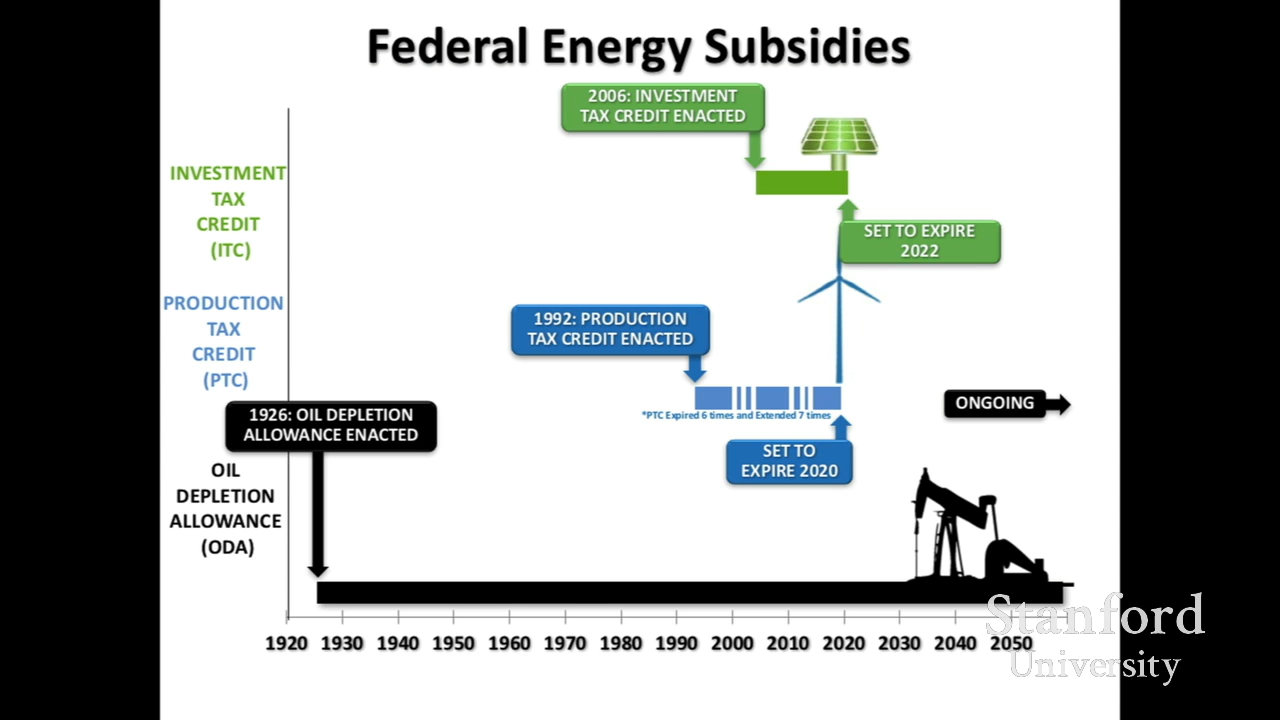 Federal Energy Subsidies
2006: INVESTMENT
TAX CREDIT ENACTED
INVESTMENT
TAX
CREDIT
(ITC)
SET TO EXPIRE
2022
PRODUCTION
TAX
CREDIT
(PTC)
1992: PRODUCTION
TAX CREDIT ENACTED
*PTC Expired 6 times and Extended 7 times
SET TO
EXPIRE 2020
ONGOING
1926: OIL DEPLETION
ALLOWANCE ENACTED
OIL
DEPLETION
ALLOWANCE
(ODA)
1920 1930 1940 1950 1960 1970 1980 1990 2000 2010 2020 2030 2040 2050
Stanford
University